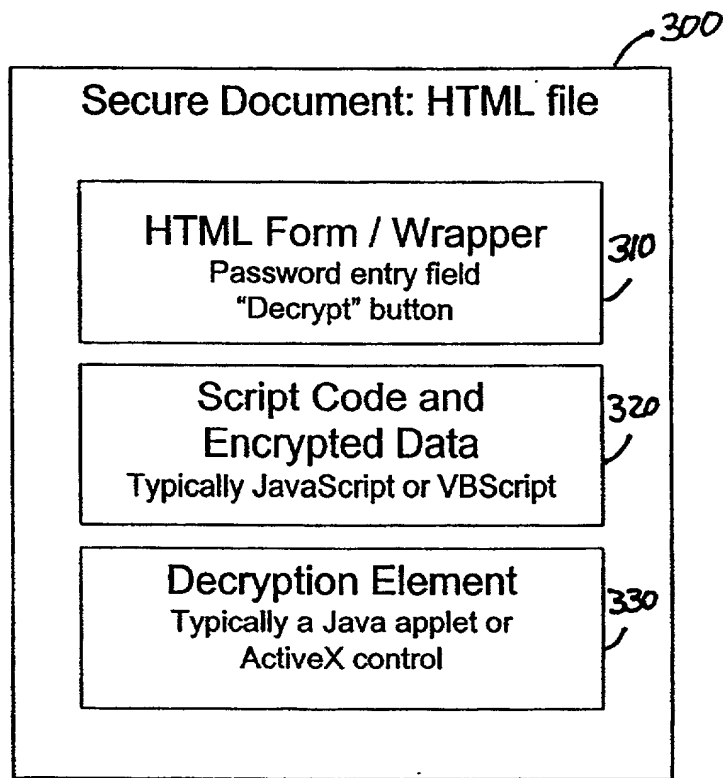 300
Secure Document: HTML file
HTML Form / Wrapper
Password entry field
“Decrypt” button
310
Script Code and
Encrypted Data
Typically JavaScript or VBScript
320
Decryption Element
Typically a Java applet or
ActiveX control
330